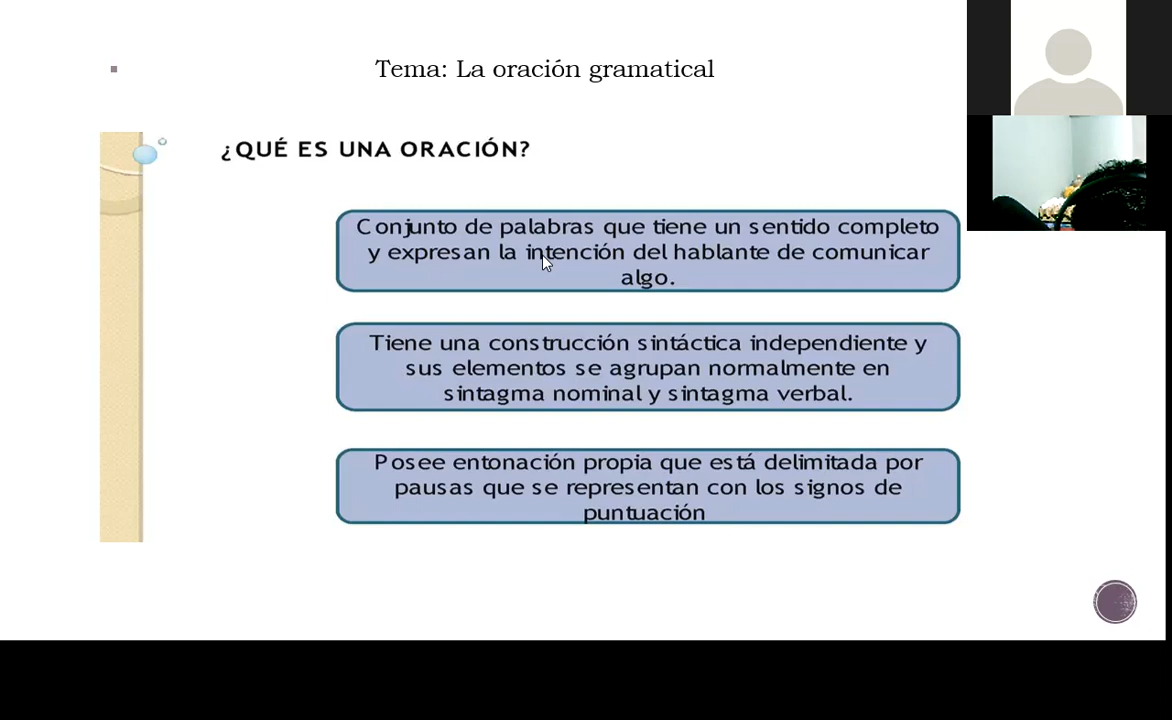 Tema: La oración gramatical
¿QUÉ ES UNA ORACIÓN?
Conjunto de palabras que tiene un sentido completo
y expresan la intención del hablante de comunicar
algo.
Tiene una construcción sintáctica independiente y
sus elementos se agrupan normalmente en
sintagma nominal y sintagma verbal.
Posee entonación propia que está delimitada por
pausas que se representan con los signos de
puntuación